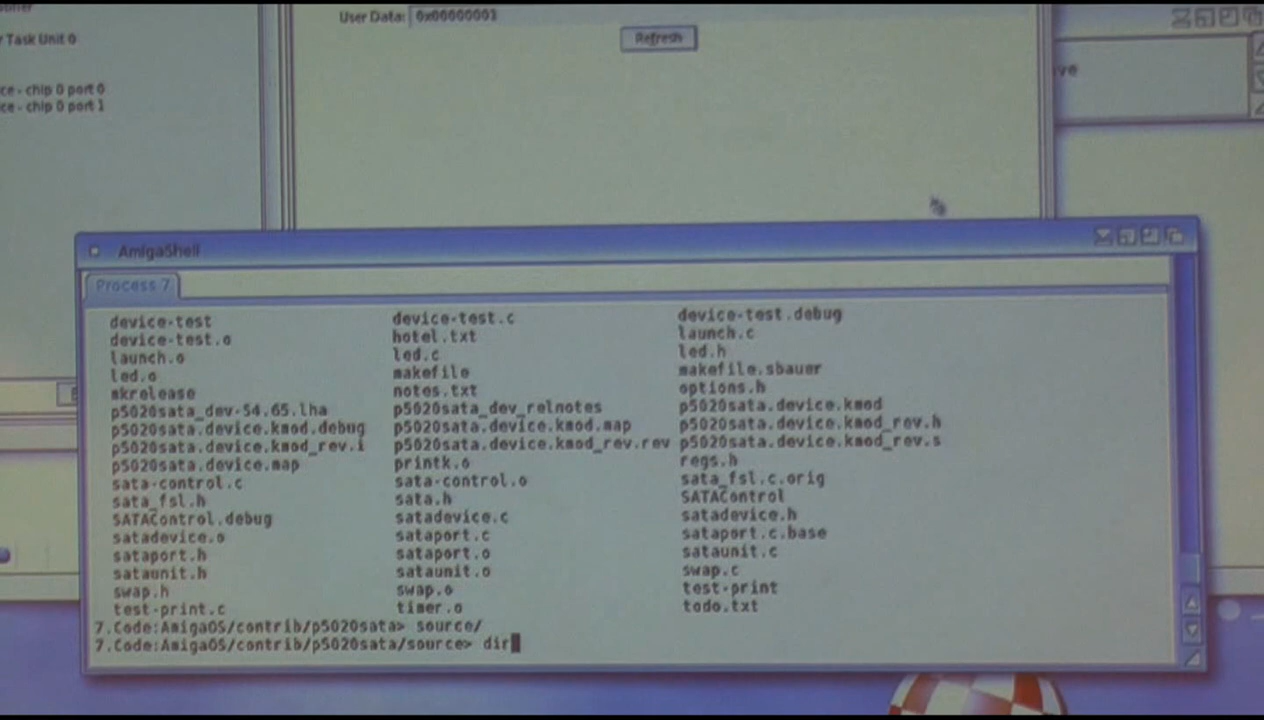 User Data: 0x00000003
Refresh
Task Unit 0
ce - chip 0 port 0
ce - chip 0 port 1
ve
AmigaShell
Process 7
device-test device-test.c device-test.debug
device-test.o hotel.txt launch.c
launch.o led.c led.h
led.o makefile makefile.sbauer
mkrelease notes.txt options.h
p5020sata_dev-54.65.lha p5020sata_dev_relnotes p5020sata.device.kmod
p5020sata.device.kmod.debug p5020sata.device.kmod.map p5020sata.device.kmod_rev.h
p5020sata.device.kmod_rev.i p5020sata.device.kmod_rev.rev p5020sata.device.kmod_rev.s
p5020sata.device.map printk.o regs.h
sata-control.c sata-control.o sata_fsl.c.orig
sata_fsl.h sata.h SATAControl
SATAControl.debug satadevice.c satadevice.h
satadevice.o sataport.c sataport.c.base
sataport.h sataport.o sataunit.c
sataunit.h sataunit.o swap.c
swap.h swap.o test-print
test-print.c timer.o todo.txt
7.Code:AmigaOS/contrib/p5020sata> source/
7.Code:AmigaOS/contrib/p5020sata/source> dir